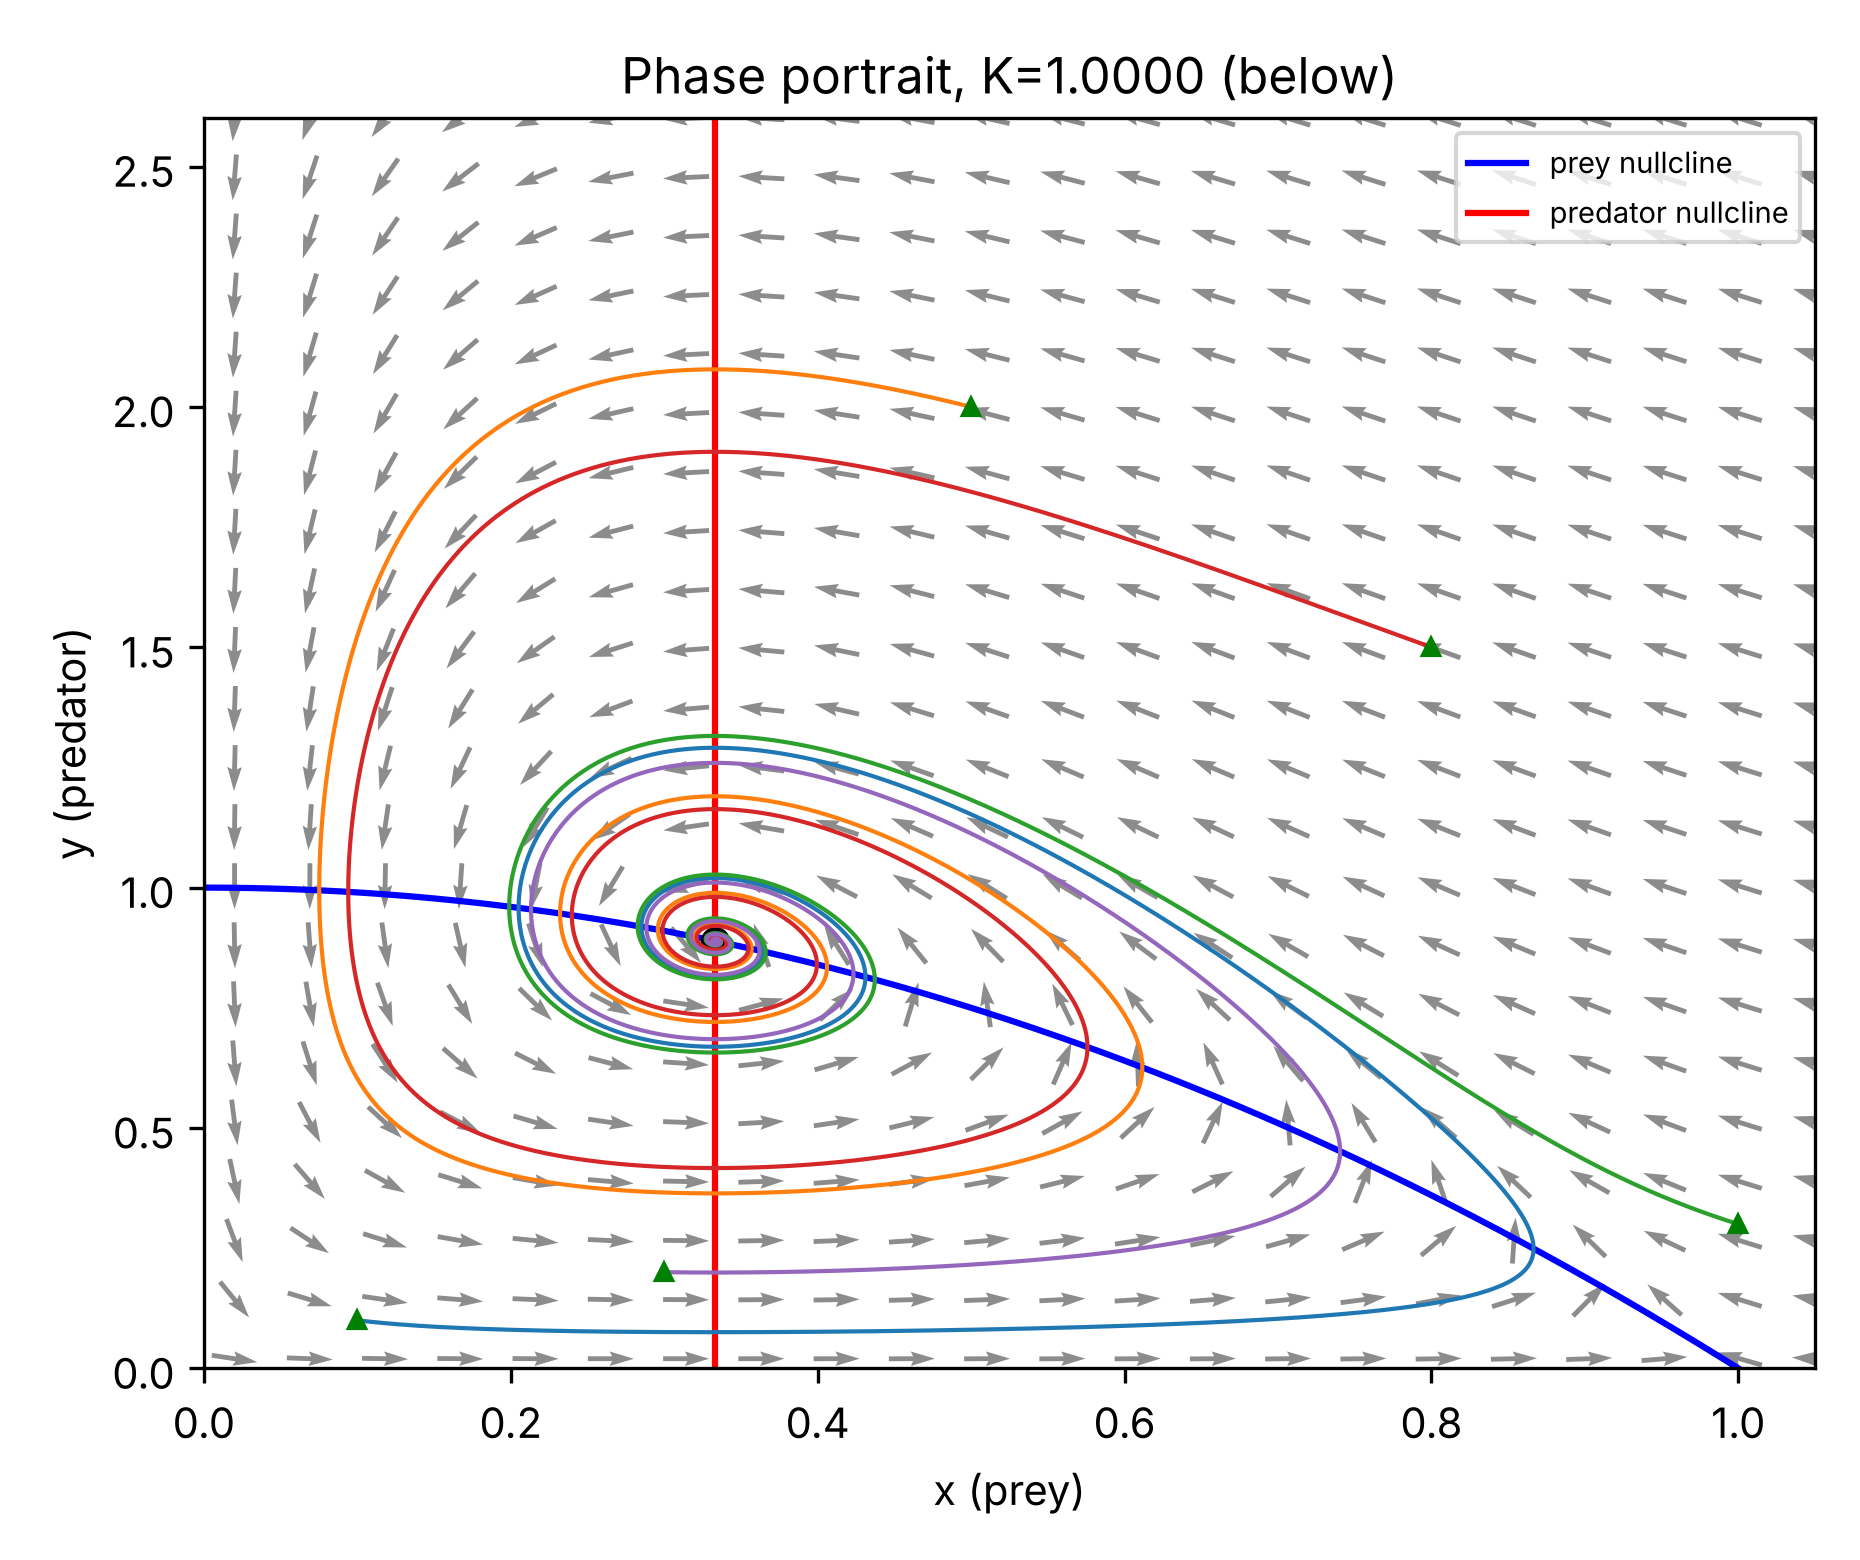 Phase portrait, K=1.0000 (below)
prey nullcline
predator nullcline
2.5
2.0
1.5
1.0
0.5
0.0
y (predator)
0.0 0.2 0.4 0.6 0.8 1.0
x (prey)